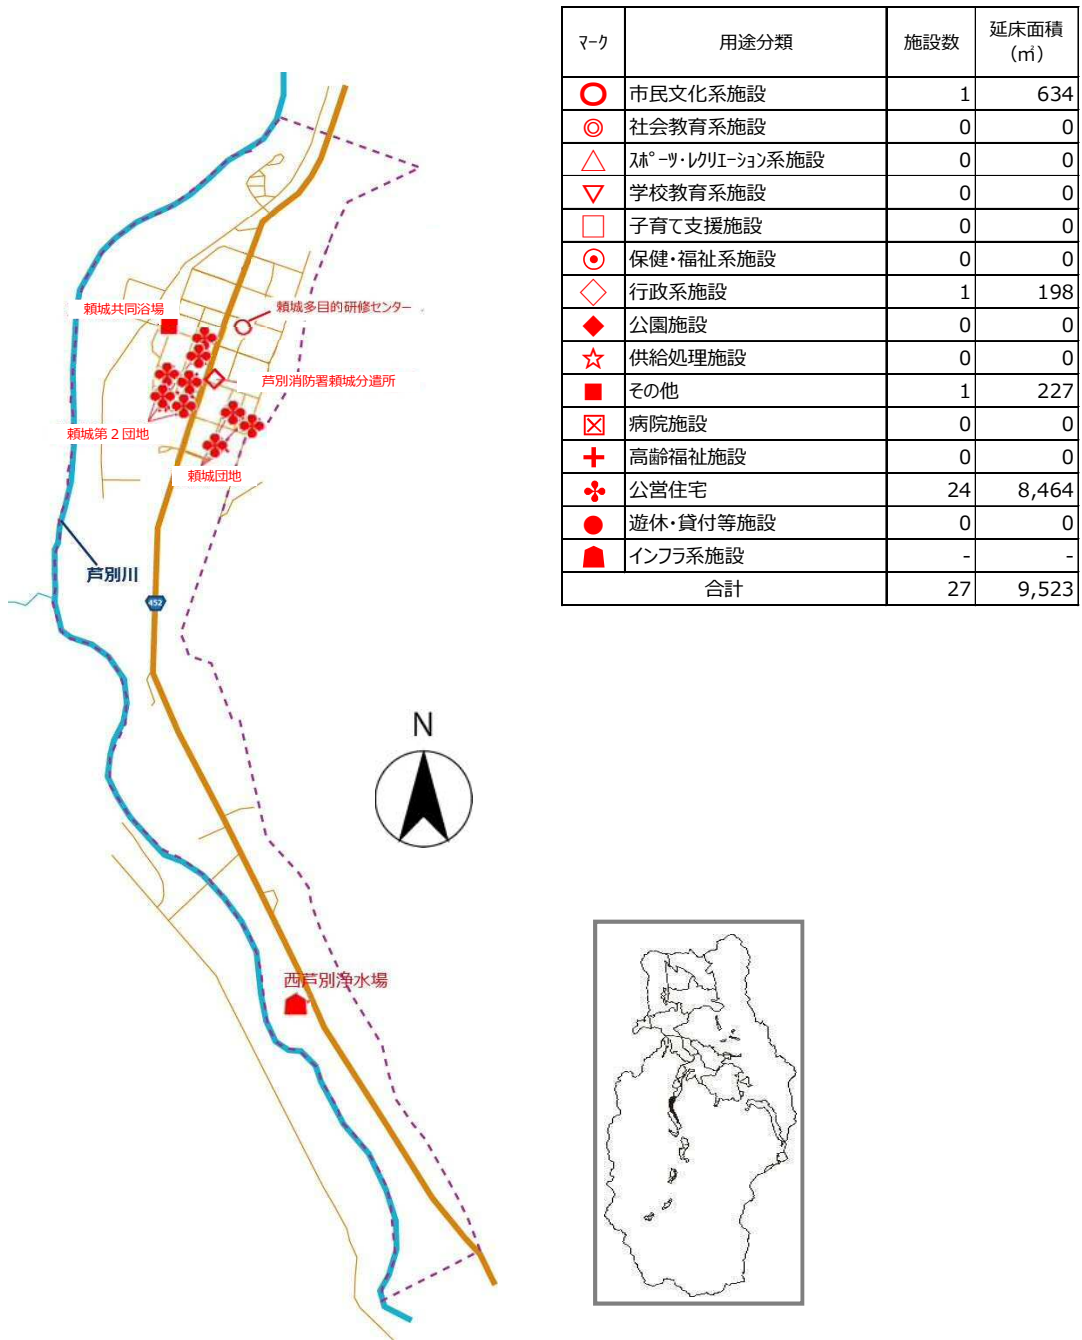 マーク 用途分類 施設数 延床面積(㎡)
市民文化系施設 1 634
社会教育系施設 0 0
スポーツ・レクリエーション系施設 0 0
学校教育系施設 0 0
子育て支援施設 0 0
保健・福祉系施設 0 0
行政系施設 1 198
公園施設 0 0
供給処理施設 0 0
その他 1 227
病院施設 0 0
高齢福祉施設 0 0
公営住宅 24 8,464
遊休・貸付等施設 0 0
インフラ系施設 - -
合計 27 9,523
頼城共同浴場
頼城多目的研修センター
芦別消防署頼城分遣所
頼城第2団地
頼城団地
芦別川
452
N
西芦別浄水場